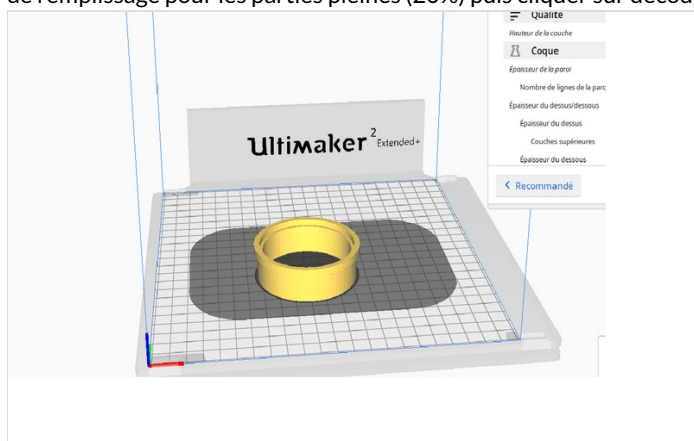 de remplissage pour les parties pleines (20%) puis cliquer sur décou
Qualité
Hauteur de la couche
Coque
Épaisseur de la paroi
Nombre de lignes de la paro
Épaisseur du dessus/dessous
Épaisseur du dessus
Couches supérieures
Épaisseur du dessous
Recommandé
Ultimaker 2 Extended+